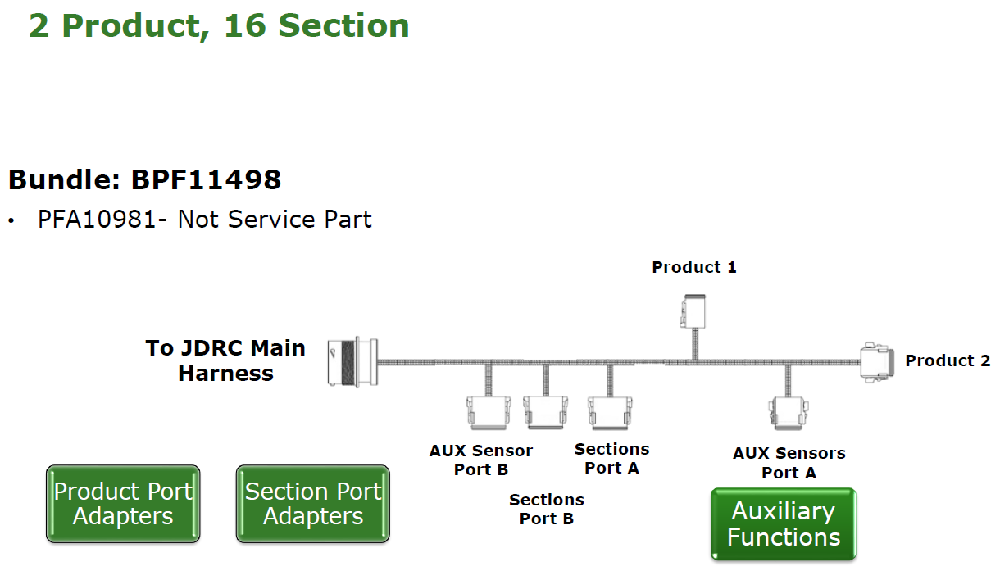 2 Product, 16 Section
Bundle: BPF11498
• PFA10981- Not Service Part
Product 1
To JDRC Main
Harness
Product 2
AUX Sensor
Port B
Sections
Port A
AUX Sensors
Port A
Sections
Port B
Product Port
Adapters
Section Port
Adapters
Auxiliary
Functions